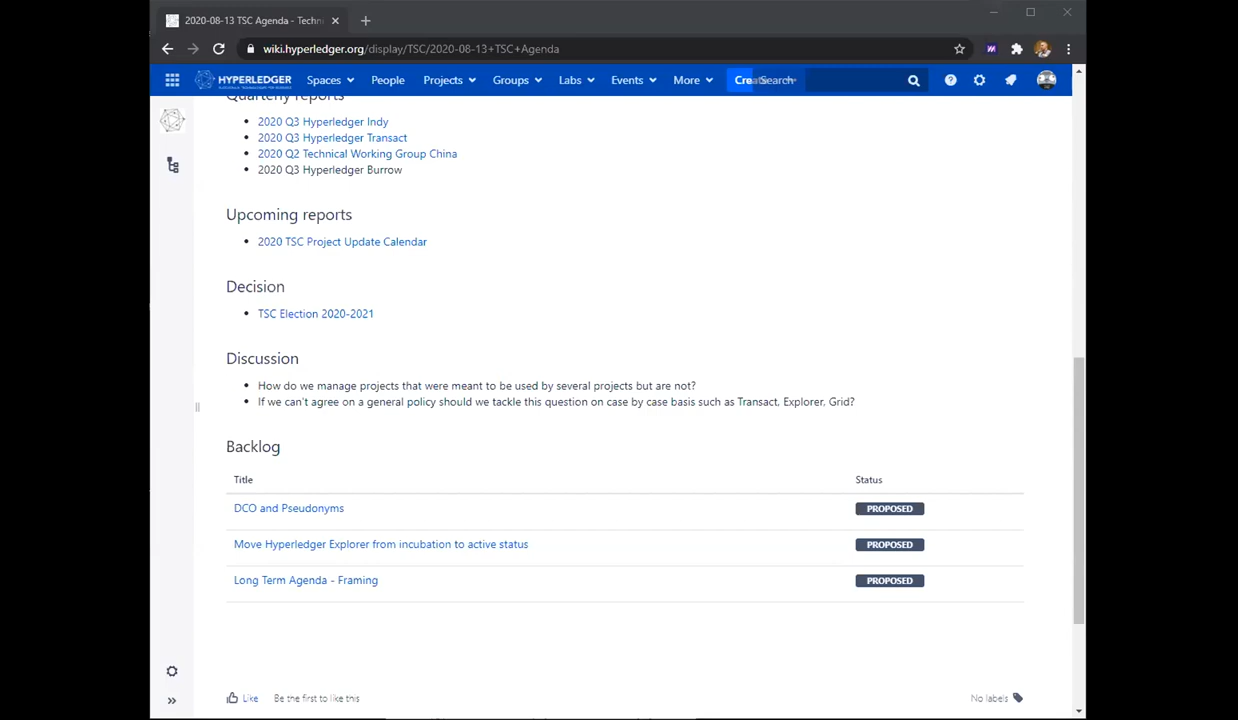 2020-08-13 TSC Agenda - Techn
wiki.hyperledger.org/display/TSC/2020-08-13+TSC+Agenda
HYPERLEDGER
Spaces
People
Projects
Groups
Labs
Events
More
Search
Quarterly reports
2020 Q3 Hyperledger Indy
2020 Q3 Hyperledger Transact
2020 Q2 Technical Working Group China
2020 Q3 Hyperledger Burrow
Upcoming reports
2020 TSC Project Update Calendar
Decision
TSC Election 2020-2021
Discussion
How do we manage projects that were meant to be used by several projects but are not?
If we can't agree on a general policy should we tackle this question on case by case basis such as Transact, Explorer, Grid?
Backlog
Title
Status
DCO and Pseudonyms
PROPOSED
Move Hyperledger Explorer from incubation to active status
PROPOSED
Long Term Agenda - Framing
PROPOSED
Like
Be the first to like this
No labels